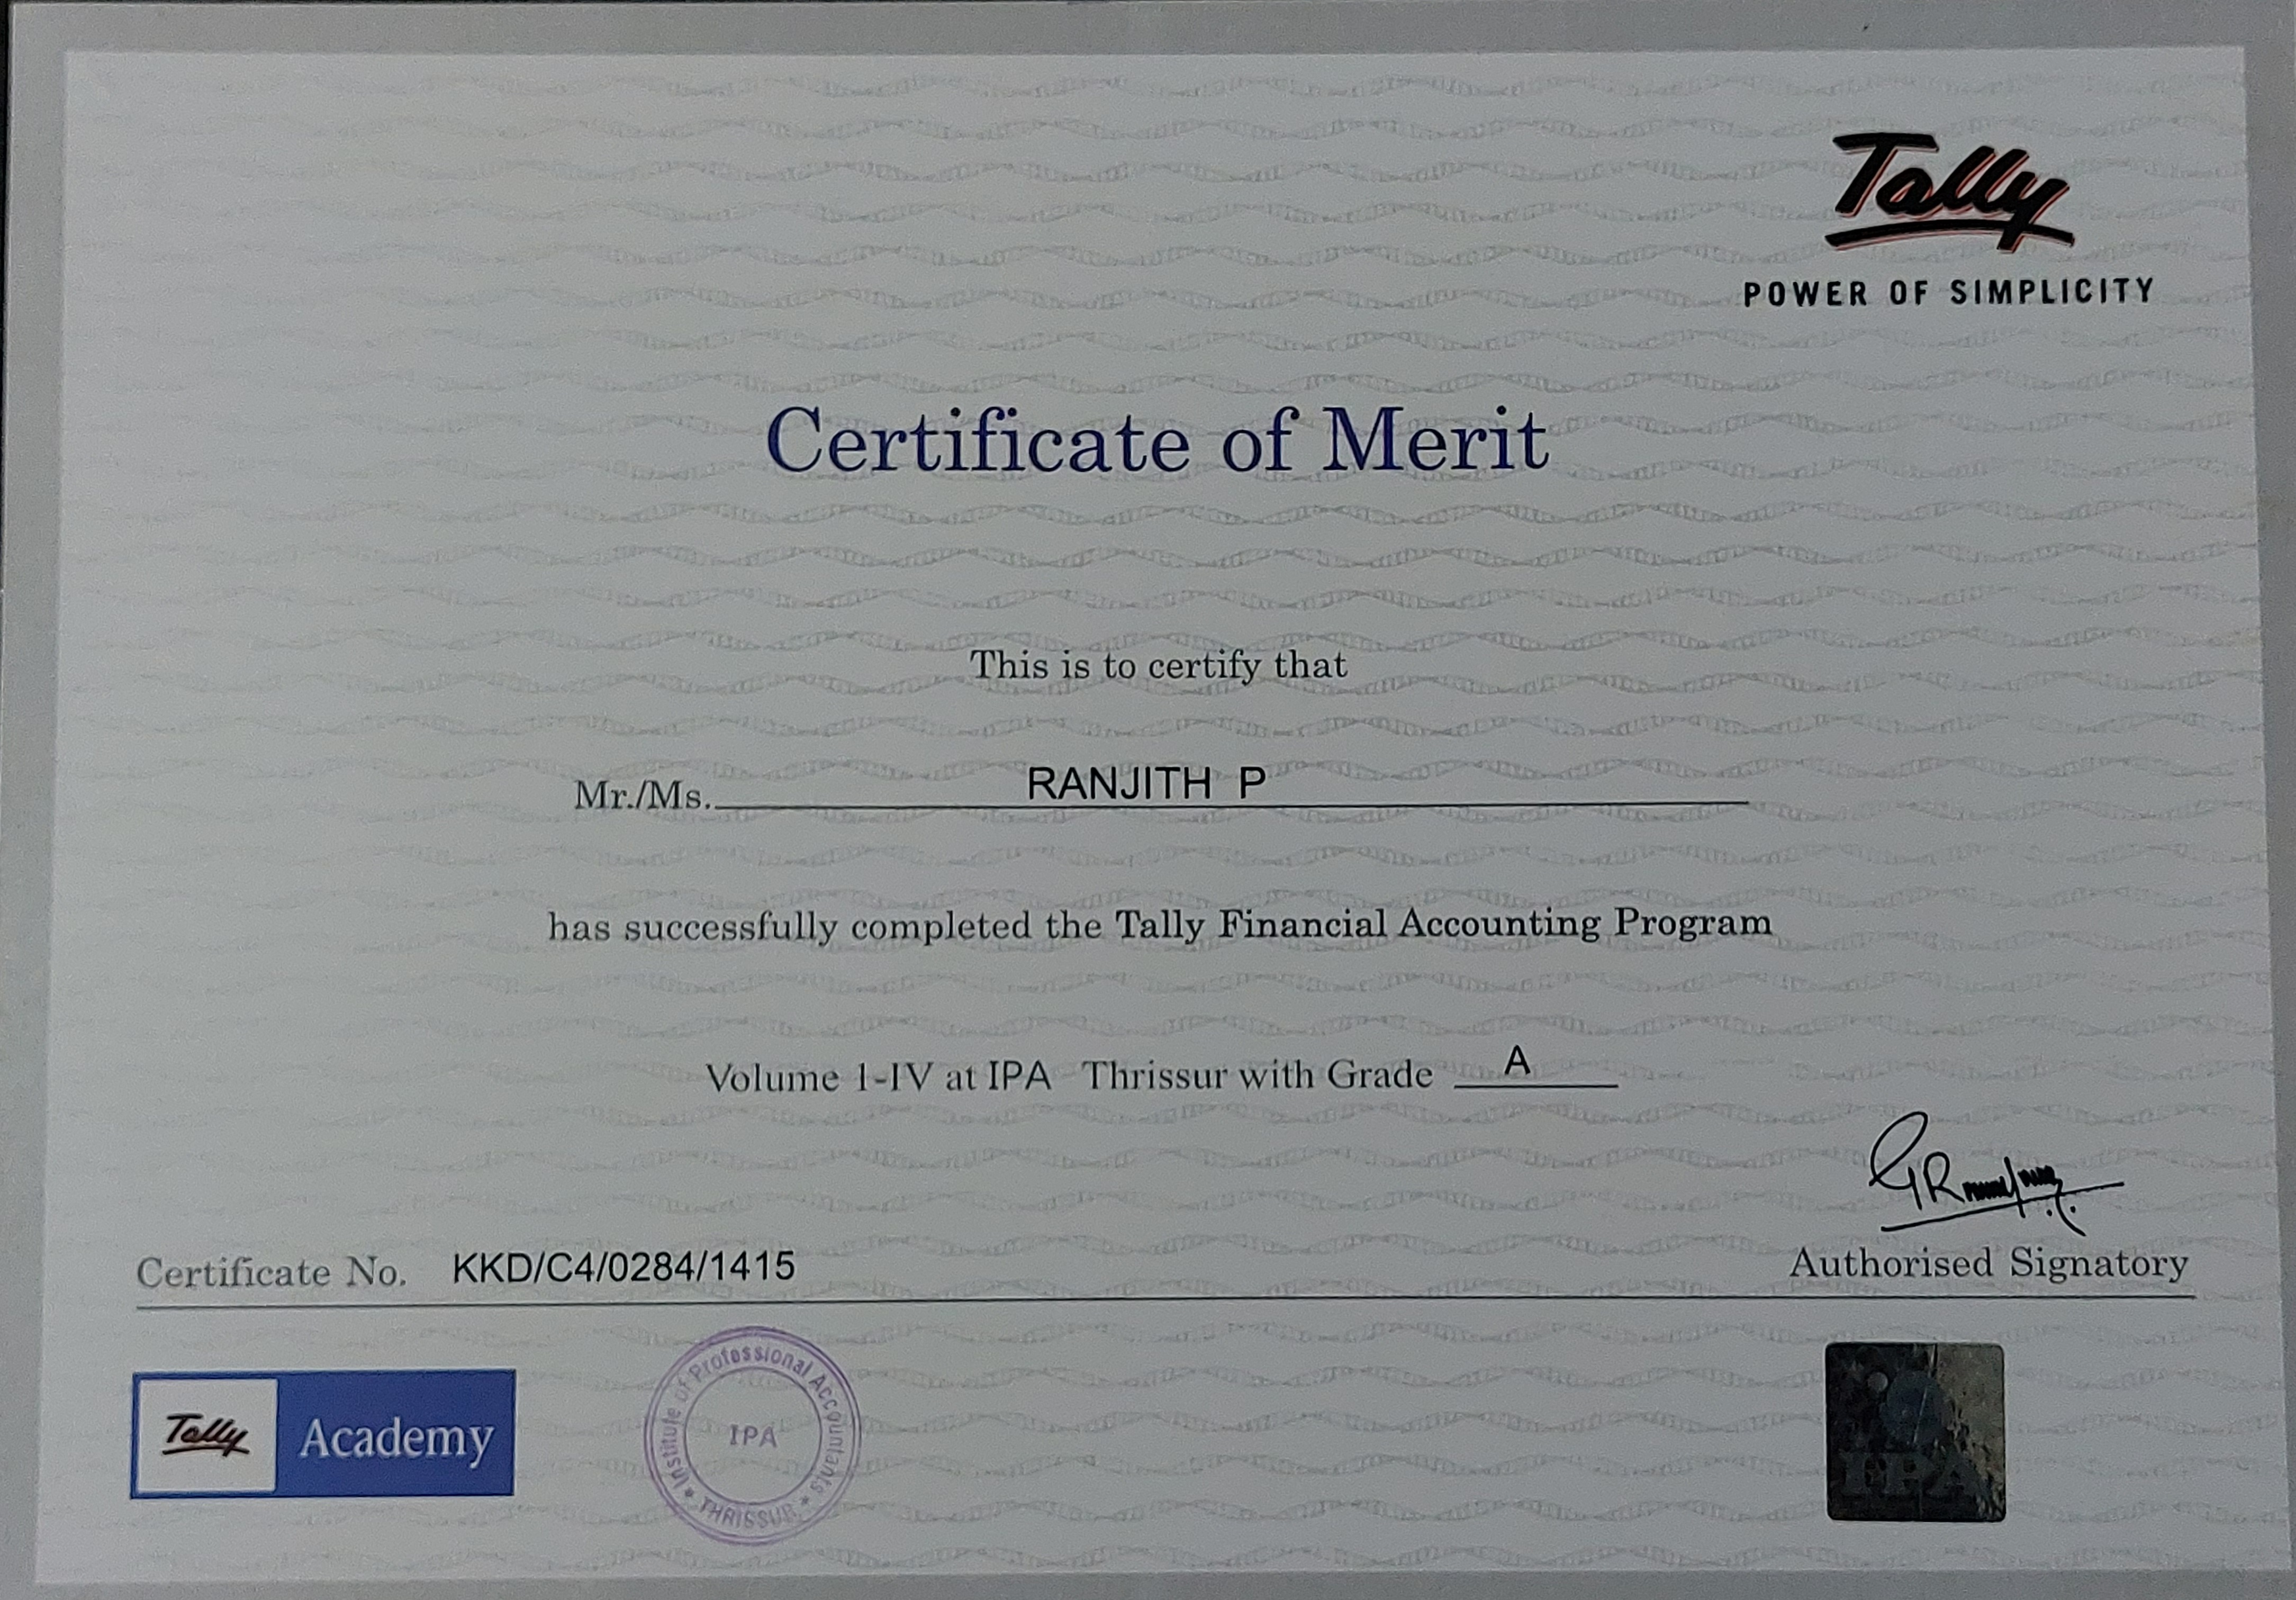 Tally
POWER OF SIMPLICITY
Certificate of Merit
This is to certify that
Mr./Ms. RANJITH P
has successfully completed the Tally Financial Accounting Program
Volume 1-IV at IPA Thrissur with Grade A
Certificate No. KKD/C4/0284/1415
Authorised Signatory
Tally Academy
Institute of Professional Accountants
IPA
* THRISSUR *
IPA